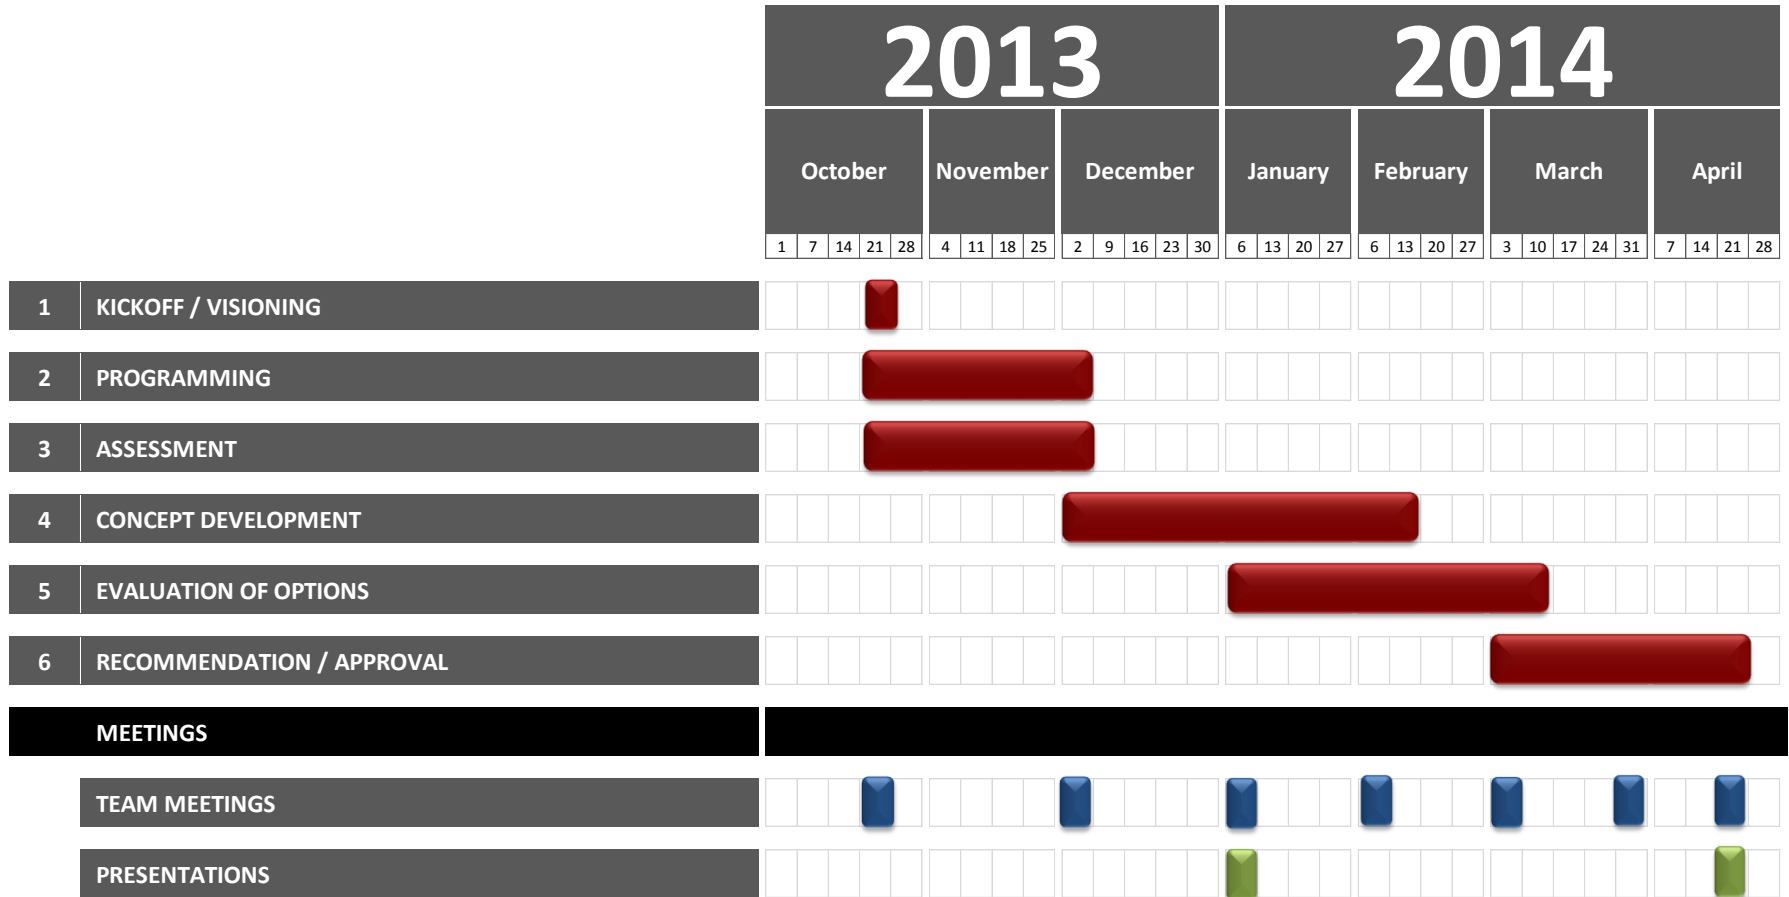 2013 2014
October November December January February March April
1 7 14 21 28 4 11 18 25 2 9 16 23 30 6 13 20 27 6 13 20 27 3 10 17 24 31 7 14 21 28
1 KICKOFF / VISIONING
2 PROGRAMMING
3 ASSESSMENT
4 CONCEPT DEVELOPMENT
5 EVALUATION OF OPTIONS
6 RECOMMENDATION / APPROVAL
MEETINGS
TEAM MEETINGS
PRESENTATIONS